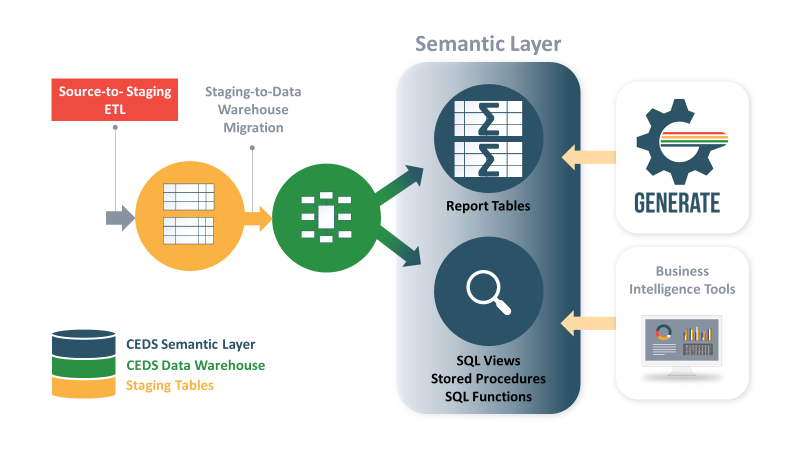 Semantic Layer
Source-to- Staging
ETL
Staging-to-Data
Warehouse
Migration
Report Tables
GENERATE
Business
Intelligence Tools
SQL Views
Stored Procedures
SQL Functions
CEDS Semantic Layer
CEDS Data Warehouse
Staging Tables